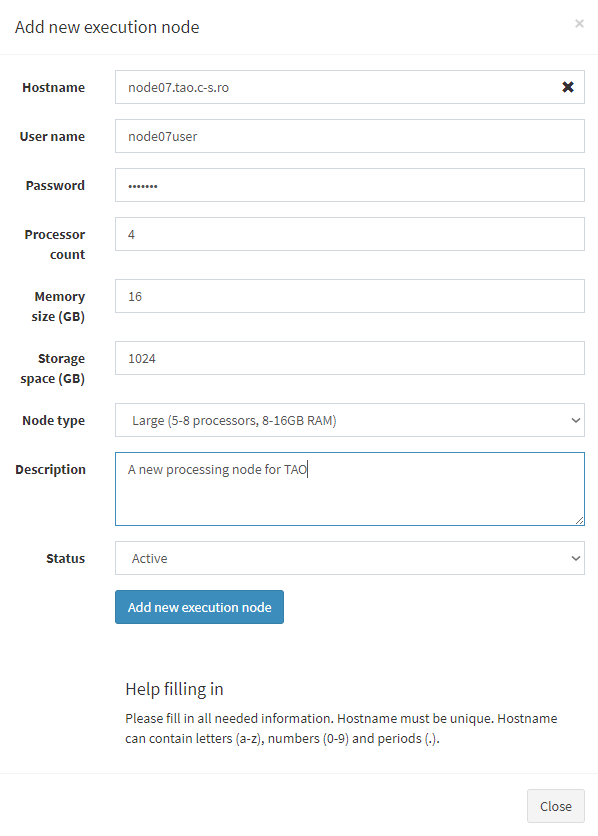 Add new execution node
×
Hostname
node07.tao.c-s.ro
User name
node07user
Password
•••••••
Processor
count
4
Memory
size (GB)
16
Storage
space (GB)
1024
Node type
Large (5-8 processors, 8-16GB RAM)
Description
A new processing node for TAO
Status
Active
Add new execution node
Help filling in
Please fill in all needed information. Hostname must be unique. Hostname
can contain letters (a-z), numbers (0-9) and periods (.).
Close